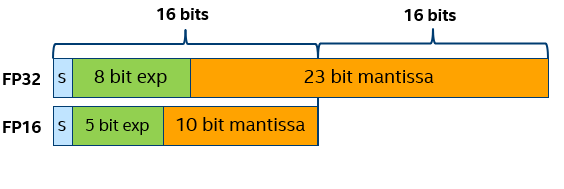 16 bits 16 bits
FP32 s 8 bit exp 23 bit mantissa
FP16 s 5 bit exp 10 bit mantissa